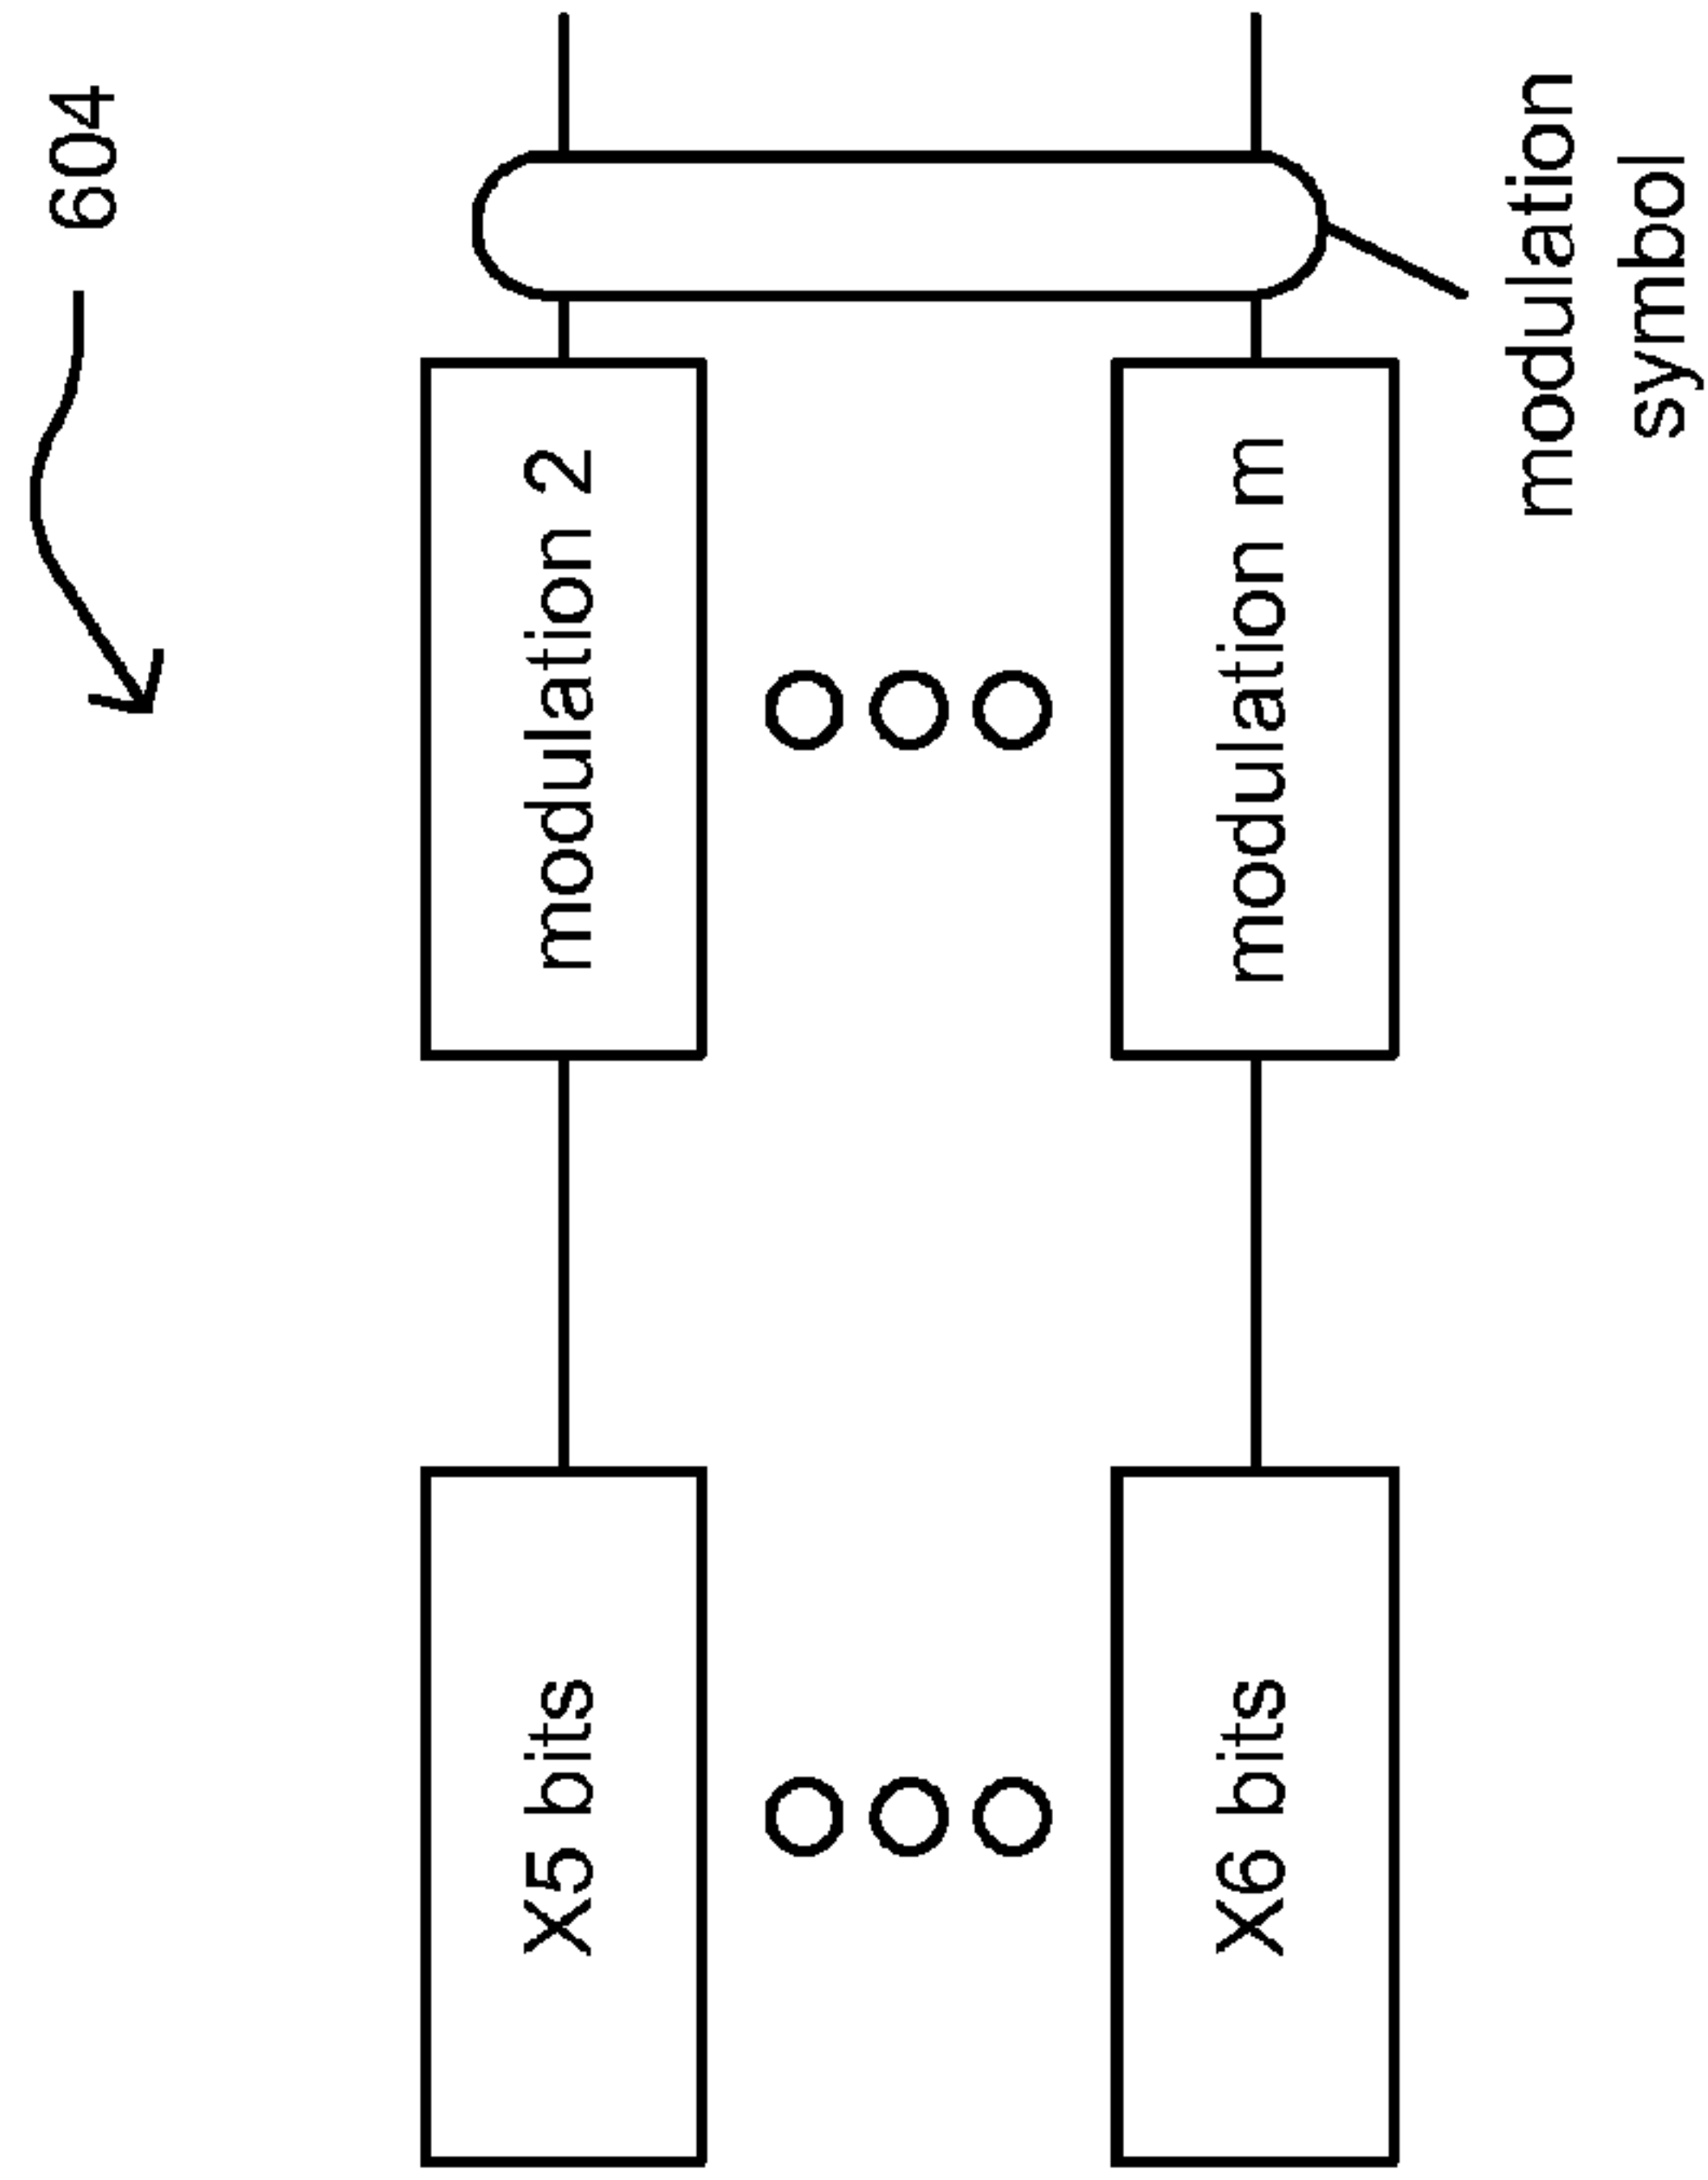 604
X5 bits
modulation 2
X6 bits
modulation m
modulation
symbol